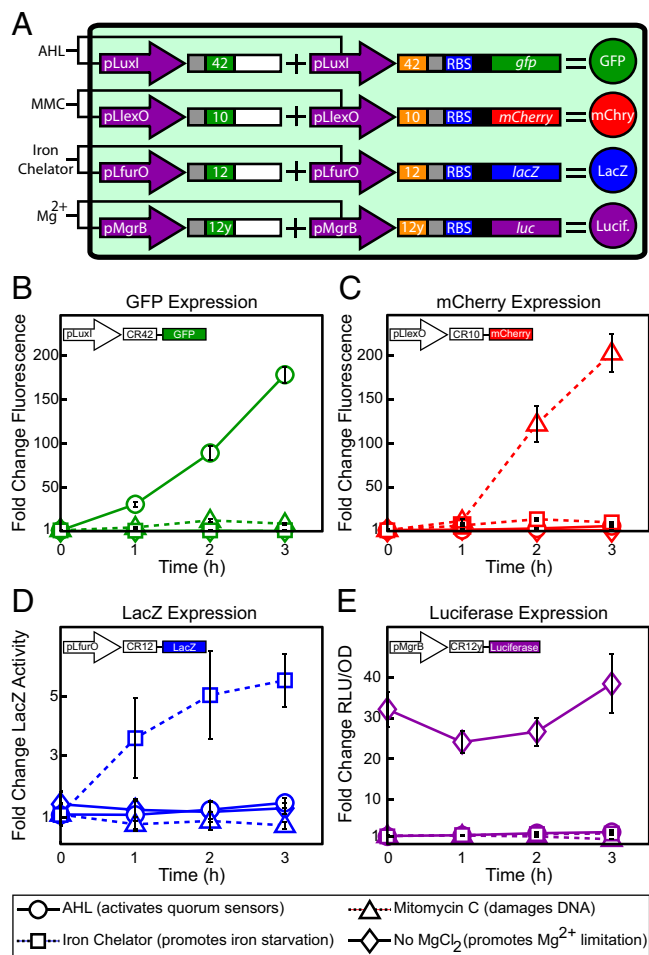 A
AHL
pLuxI 42 + pLuxI 42 RBS gfp = GFP
MMC
pLlexO 10 + pLlexO 10 RBS mCherry = mChry
Iron
Chelator
pLfurO 12 + pLfurO 12 RBS lacZ = LacZ
Mg2+
pMgrB 12y + pMgrB 12y RBS luc = Lucif.
B
GFP Expression
pLuxI CR42 GFP
Fold Change Fluorescence
200
150
100
50
1
0 1 2 3
Time (h)
C
mCherry Expression
pLlexO CR10 mCherry
Fold Change Fluorescence
200
150
100
50
1
0 1 2 3
Time (h)
D
LacZ Expression
pLfurO CR12 LacZ
Fold Change LacZ Activity
5
3
1
0 1 2 3
Time (h)
E
Luciferase Expression
pMgrB CR12y Luciferase
Fold Change RLU/OD
40
30
20
10
1
0 1 2 3
Time (h)
AHL (activates quorum sensors)
Mitomycin C (damages DNA)
Iron Chelator (promotes iron starvation)
No MgCl2 (promotes Mg2+ limitation)